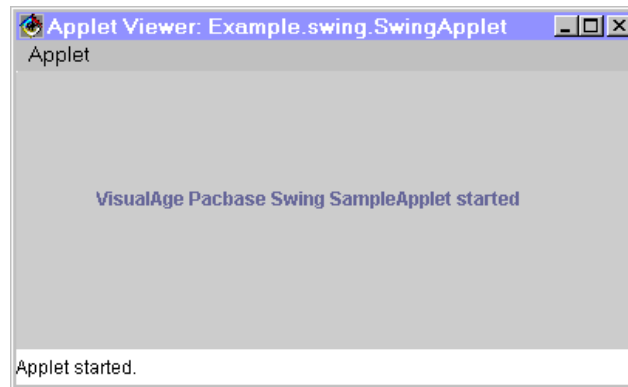 Applet Viewer: Example.swing.SwingApplet
Applet
VisualAge Pacbase Swing SampleApplet started
Applet started.